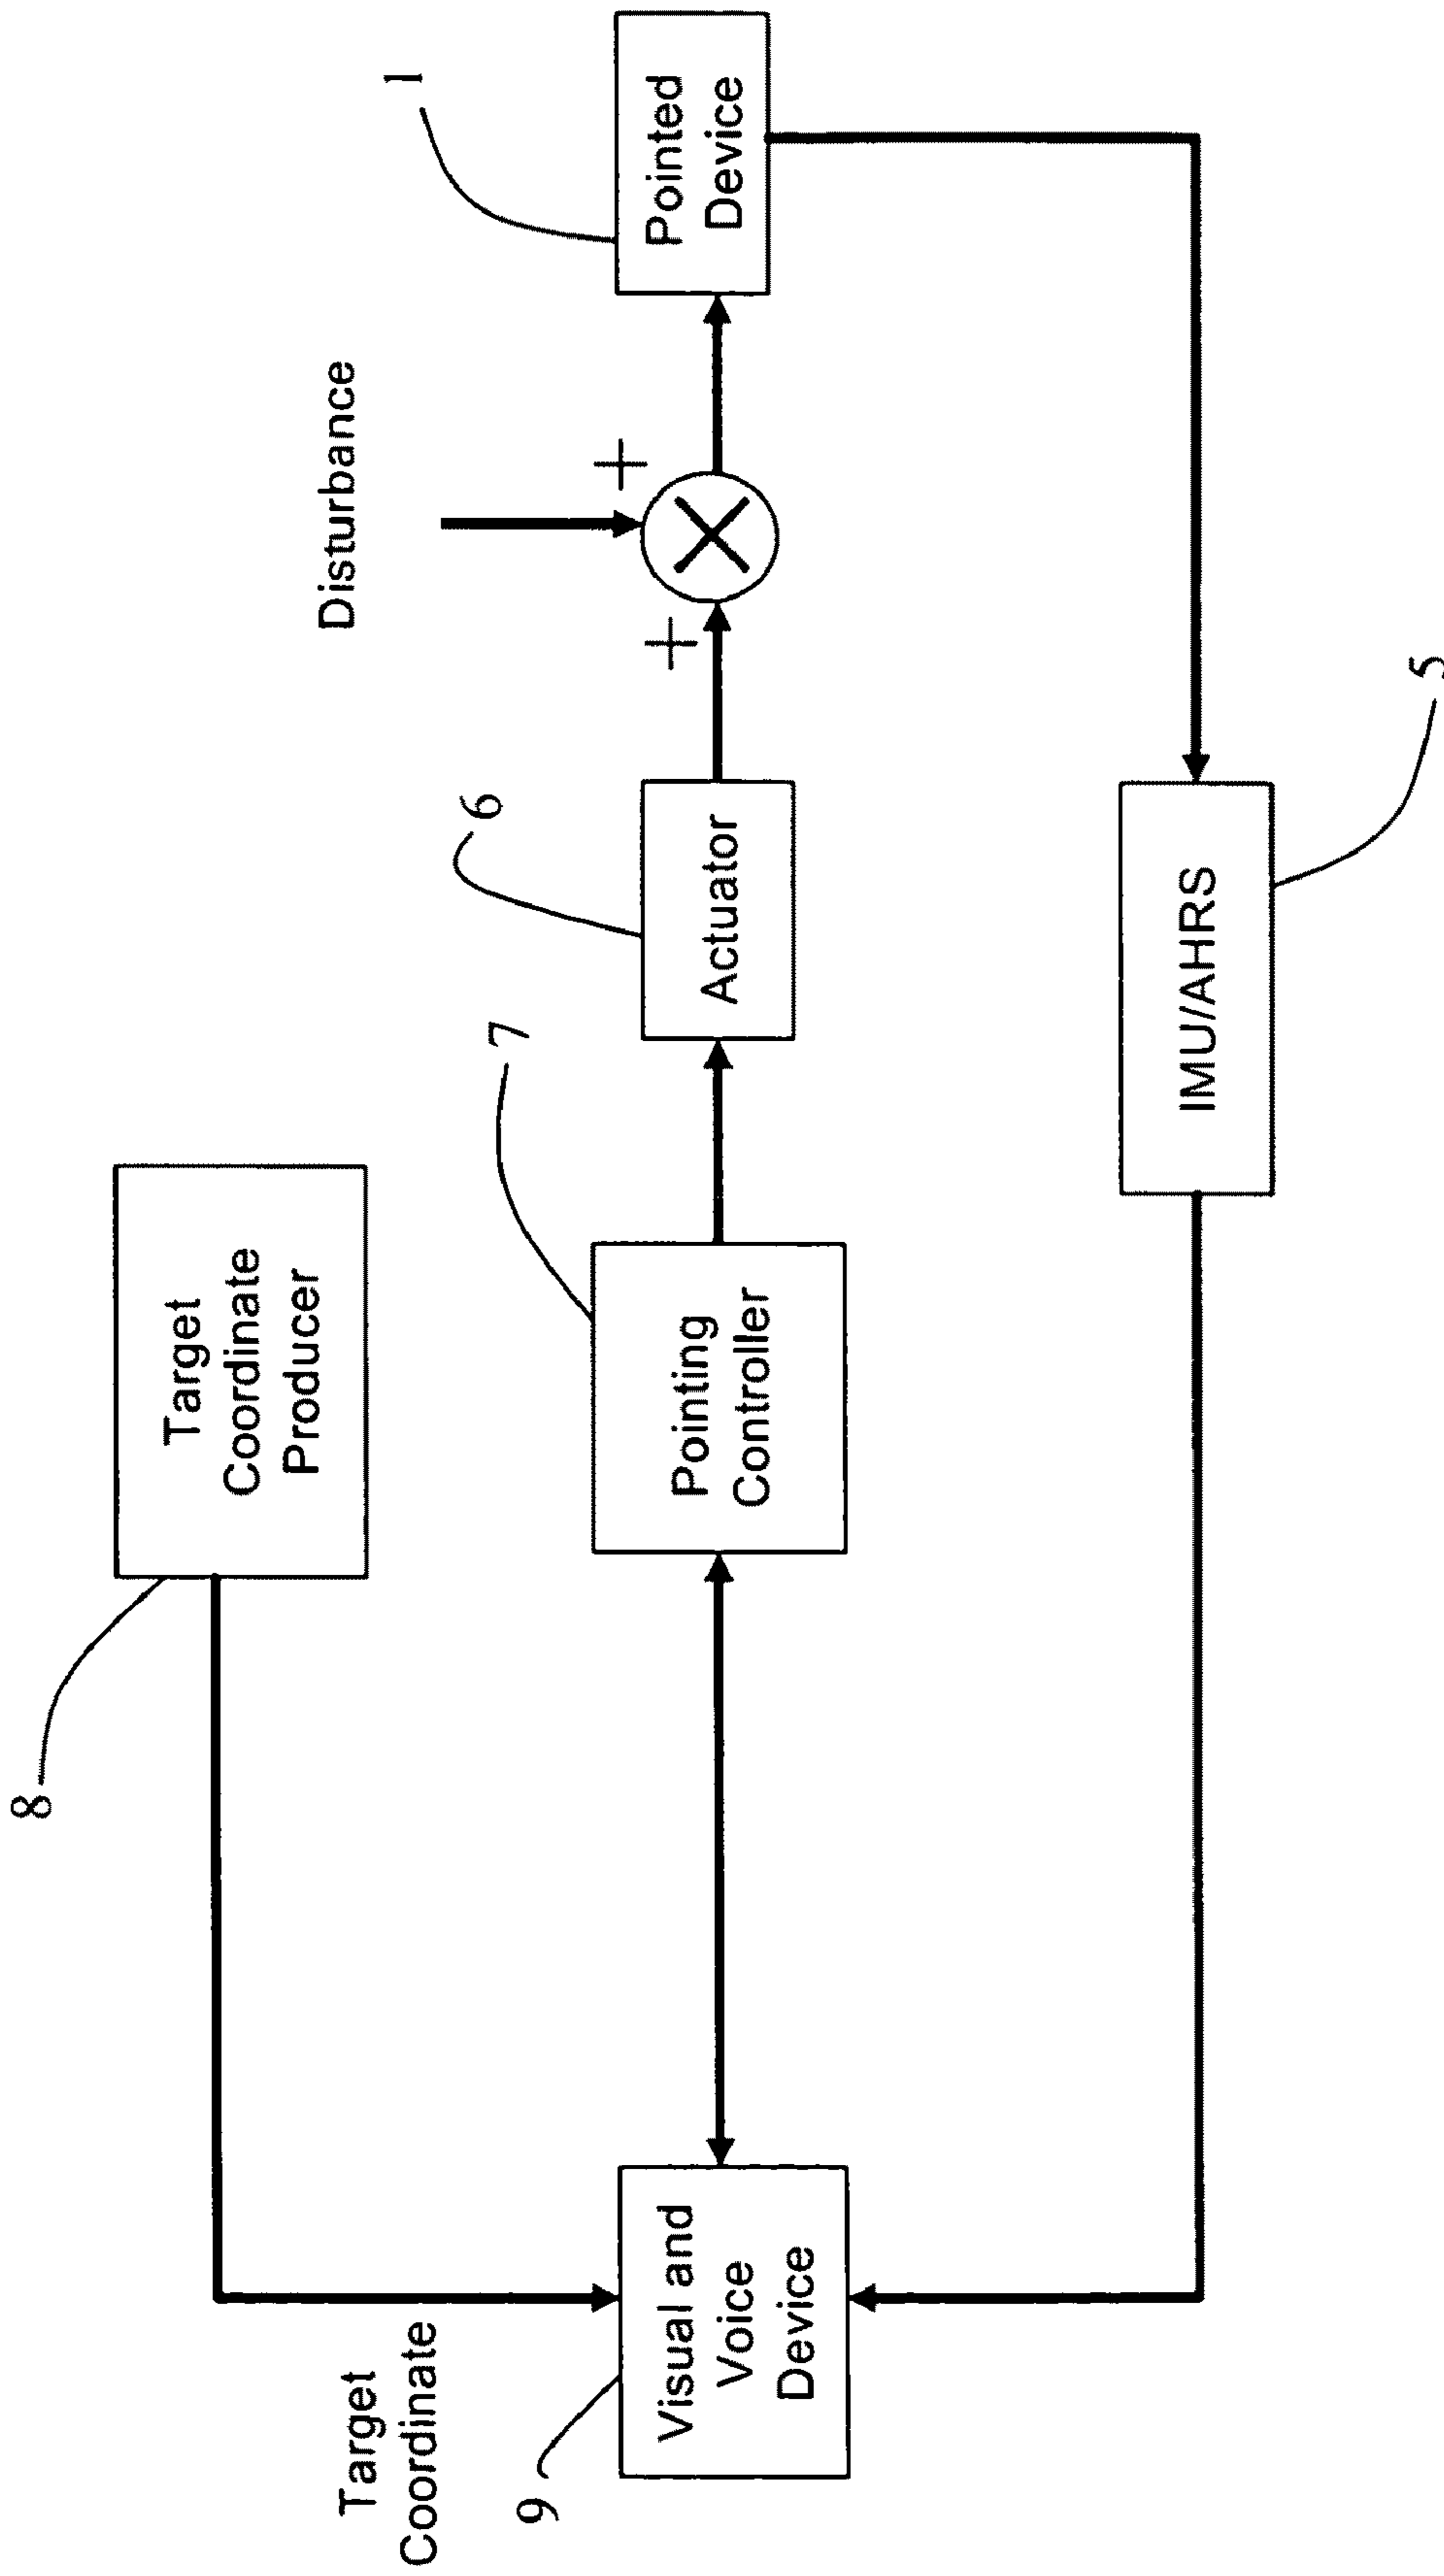 8
Target
Coordinate
Producer
Disturbance
1
Target
Coordinate
9
Visual and
Voice
Device
7
Pointing
Controller
6
Actuator
+
+
Pointed
Device
IMU/AHRS
5